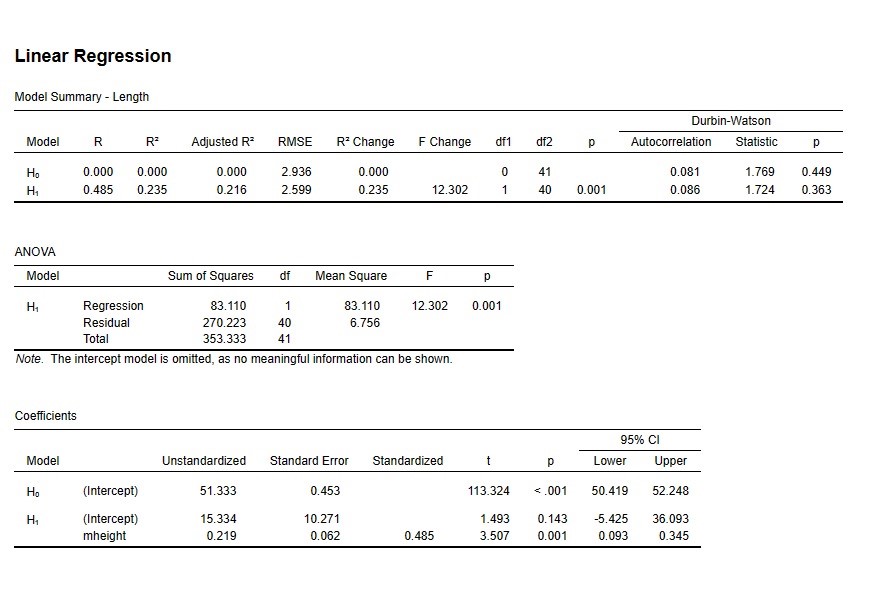 Linear Regression
Model Summary - Length
Durbin-Watson
Model R R² Adjusted R² RMSE R² Change F Change df1 df2 p Autocorrelation Statistic p
H₀ 0.000 0.000 0.000 2.936 0.000 0 41 0.081 1.769 0.449
H₁ 0.485 0.235 0.216 2.599 0.235 12.302 1 40 0.001 0.086 1.724 0.363
ANOVA
Model Sum of Squares df Mean Square F p
H₁ Regression 83.110 1 83.110 12.302 0.001
Residual 270.223 40 6.756
Total 353.333 41
Note. The intercept model is omitted, as no meaningful information can be shown.
Coefficients
95% CI
Model Unstandardized Standard Error Standardized t p Lower Upper
H₀ (Intercept) 51.333 0.453 113.324 < .001 50.419 52.248
H₁ (Intercept) 15.334 10.271 1.493 0.143 -5.425 36.093
mheight 0.219 0.062 0.485 3.507 0.001 0.093 0.345